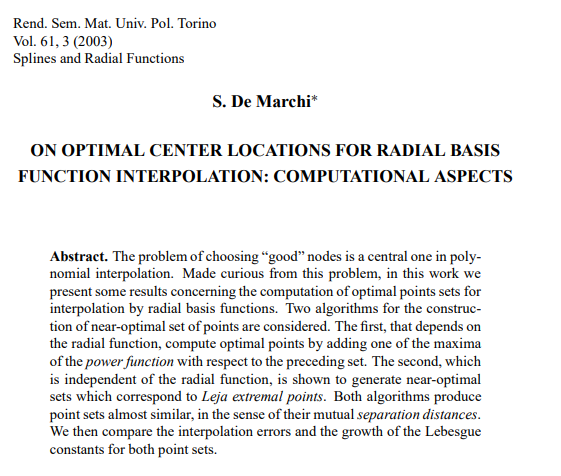 Rend. Sem. Mat. Univ. Pol. Torino
Vol. 61, 3 (2003)
Splines and Radial Functions
S. De Marchi*
ON OPTIMAL CENTER LOCATIONS FOR RADIAL BASIS
FUNCTION INTERPOLATION: COMPUTATIONAL ASPECTS
Abstract. The problem of choosing “good” nodes is a central one in poly-
nomial interpolation. Made curious from this problem, in this work we
present some results concerning the computation of optimal points sets for
interpolation by radial basis functions. Two algorithms for the construc-
tion of near-optimal set of points are considered. The first, that depends on
the radial function, compute optimal points by adding one of the maxima
of the power function with respect to the preceding set. The second, which
is independent of the radial function, is shown to generate near-optimal
sets which correspond to Leja extremal points. Both algorithms produce
point sets almost similar, in the sense of their mutual separation distances.
We then compare the interpolation errors and the growth of the Lebesgue
constants for both point sets.